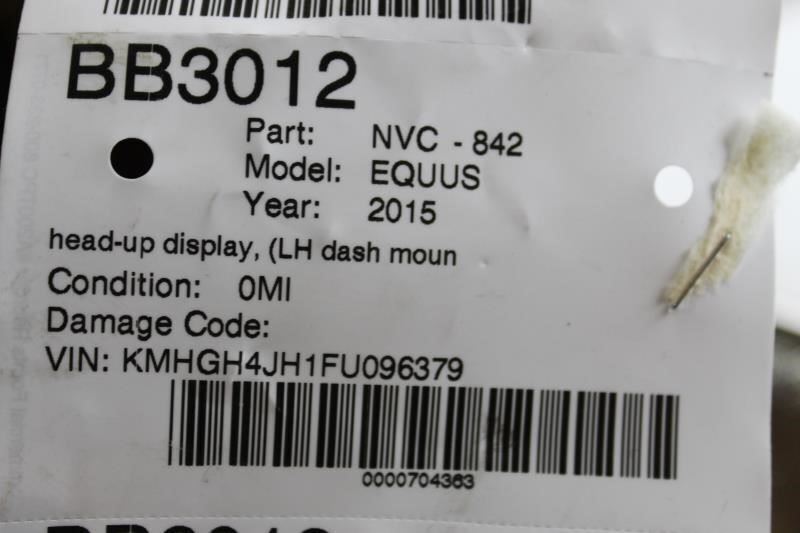 BB3012
Part: NVC - 842
Model: EQUUS
Year: 2015
head-up display, (LH dash moun
Condition: 0MI
Damage Code:
VIN: KMHGH4JH1FU096379
0000704363
BB3012